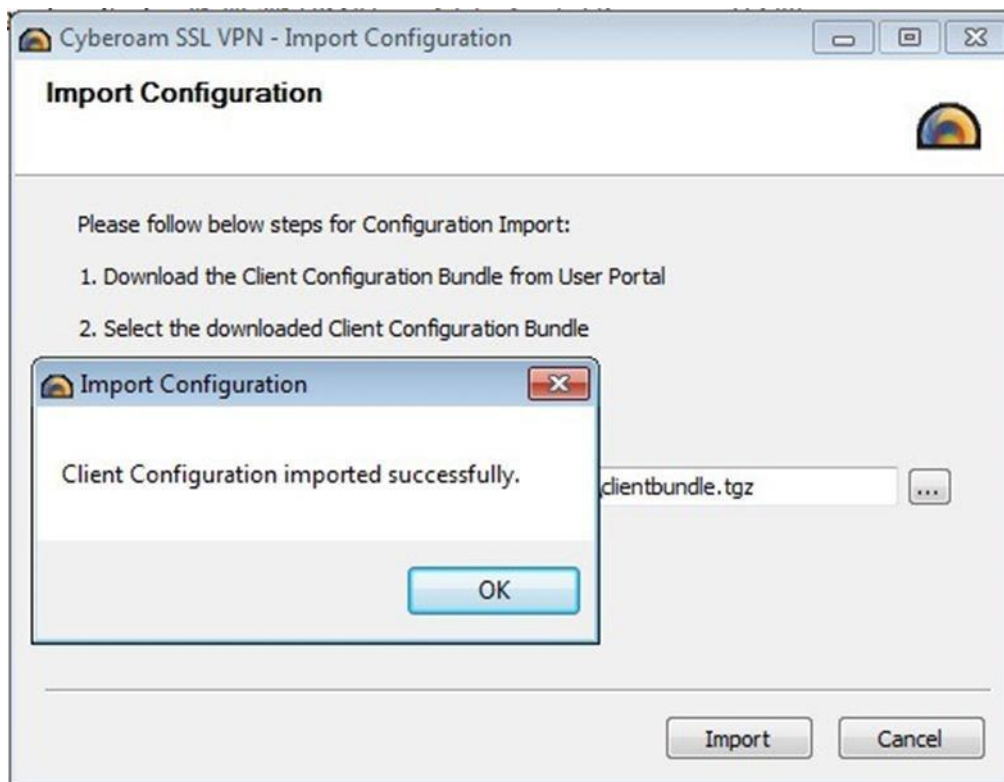 Cyberoam SSL VPN - Import Configuration
Import Configuration
Please follow below steps for Configuration Import:
1. Download the Client Configuration Bundle from User Portal
2. Select the downloaded Client Configuration Bundle
Import Configuration
Client Configuration imported successfully.
clientbundle.tgz
...
OK
Import
Cancel